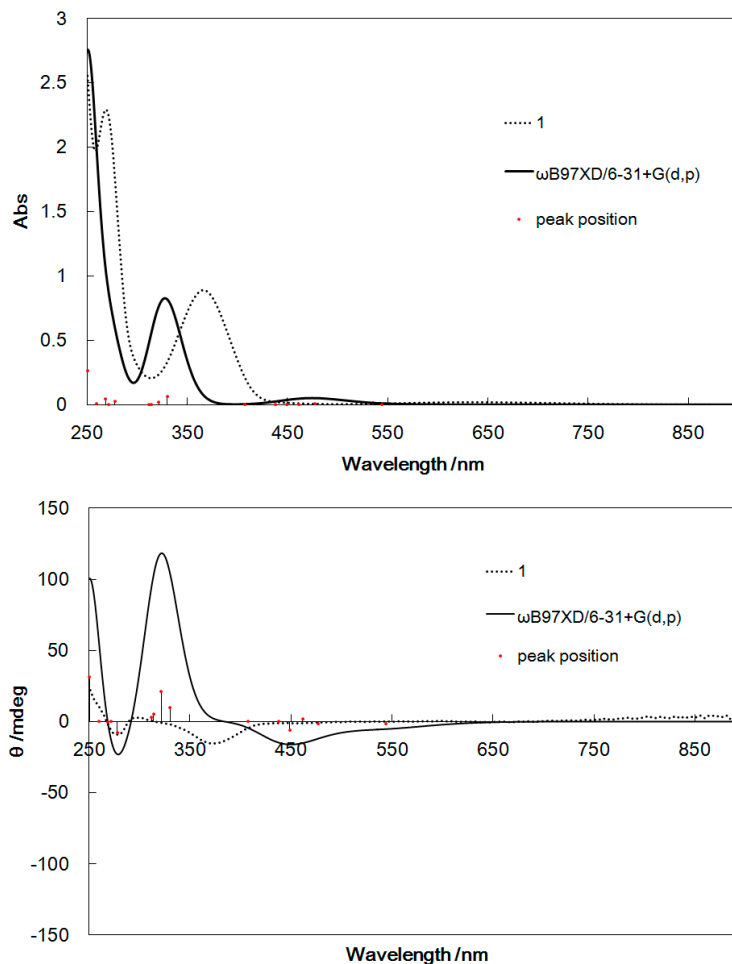 3
2.5
2
1.5
1
0.5
0
Abs
1
ωB97XD/6-31+G(d,p)
peak position
250 350 450 550 650 750 850
Wavelength /nm
150
100
50
0
-50
-100
-150
θ /mdeg
1
ωB97XD/6-31+G(d,p)
peak position
250 350 450 550 650 750 850
Wavelength /nm